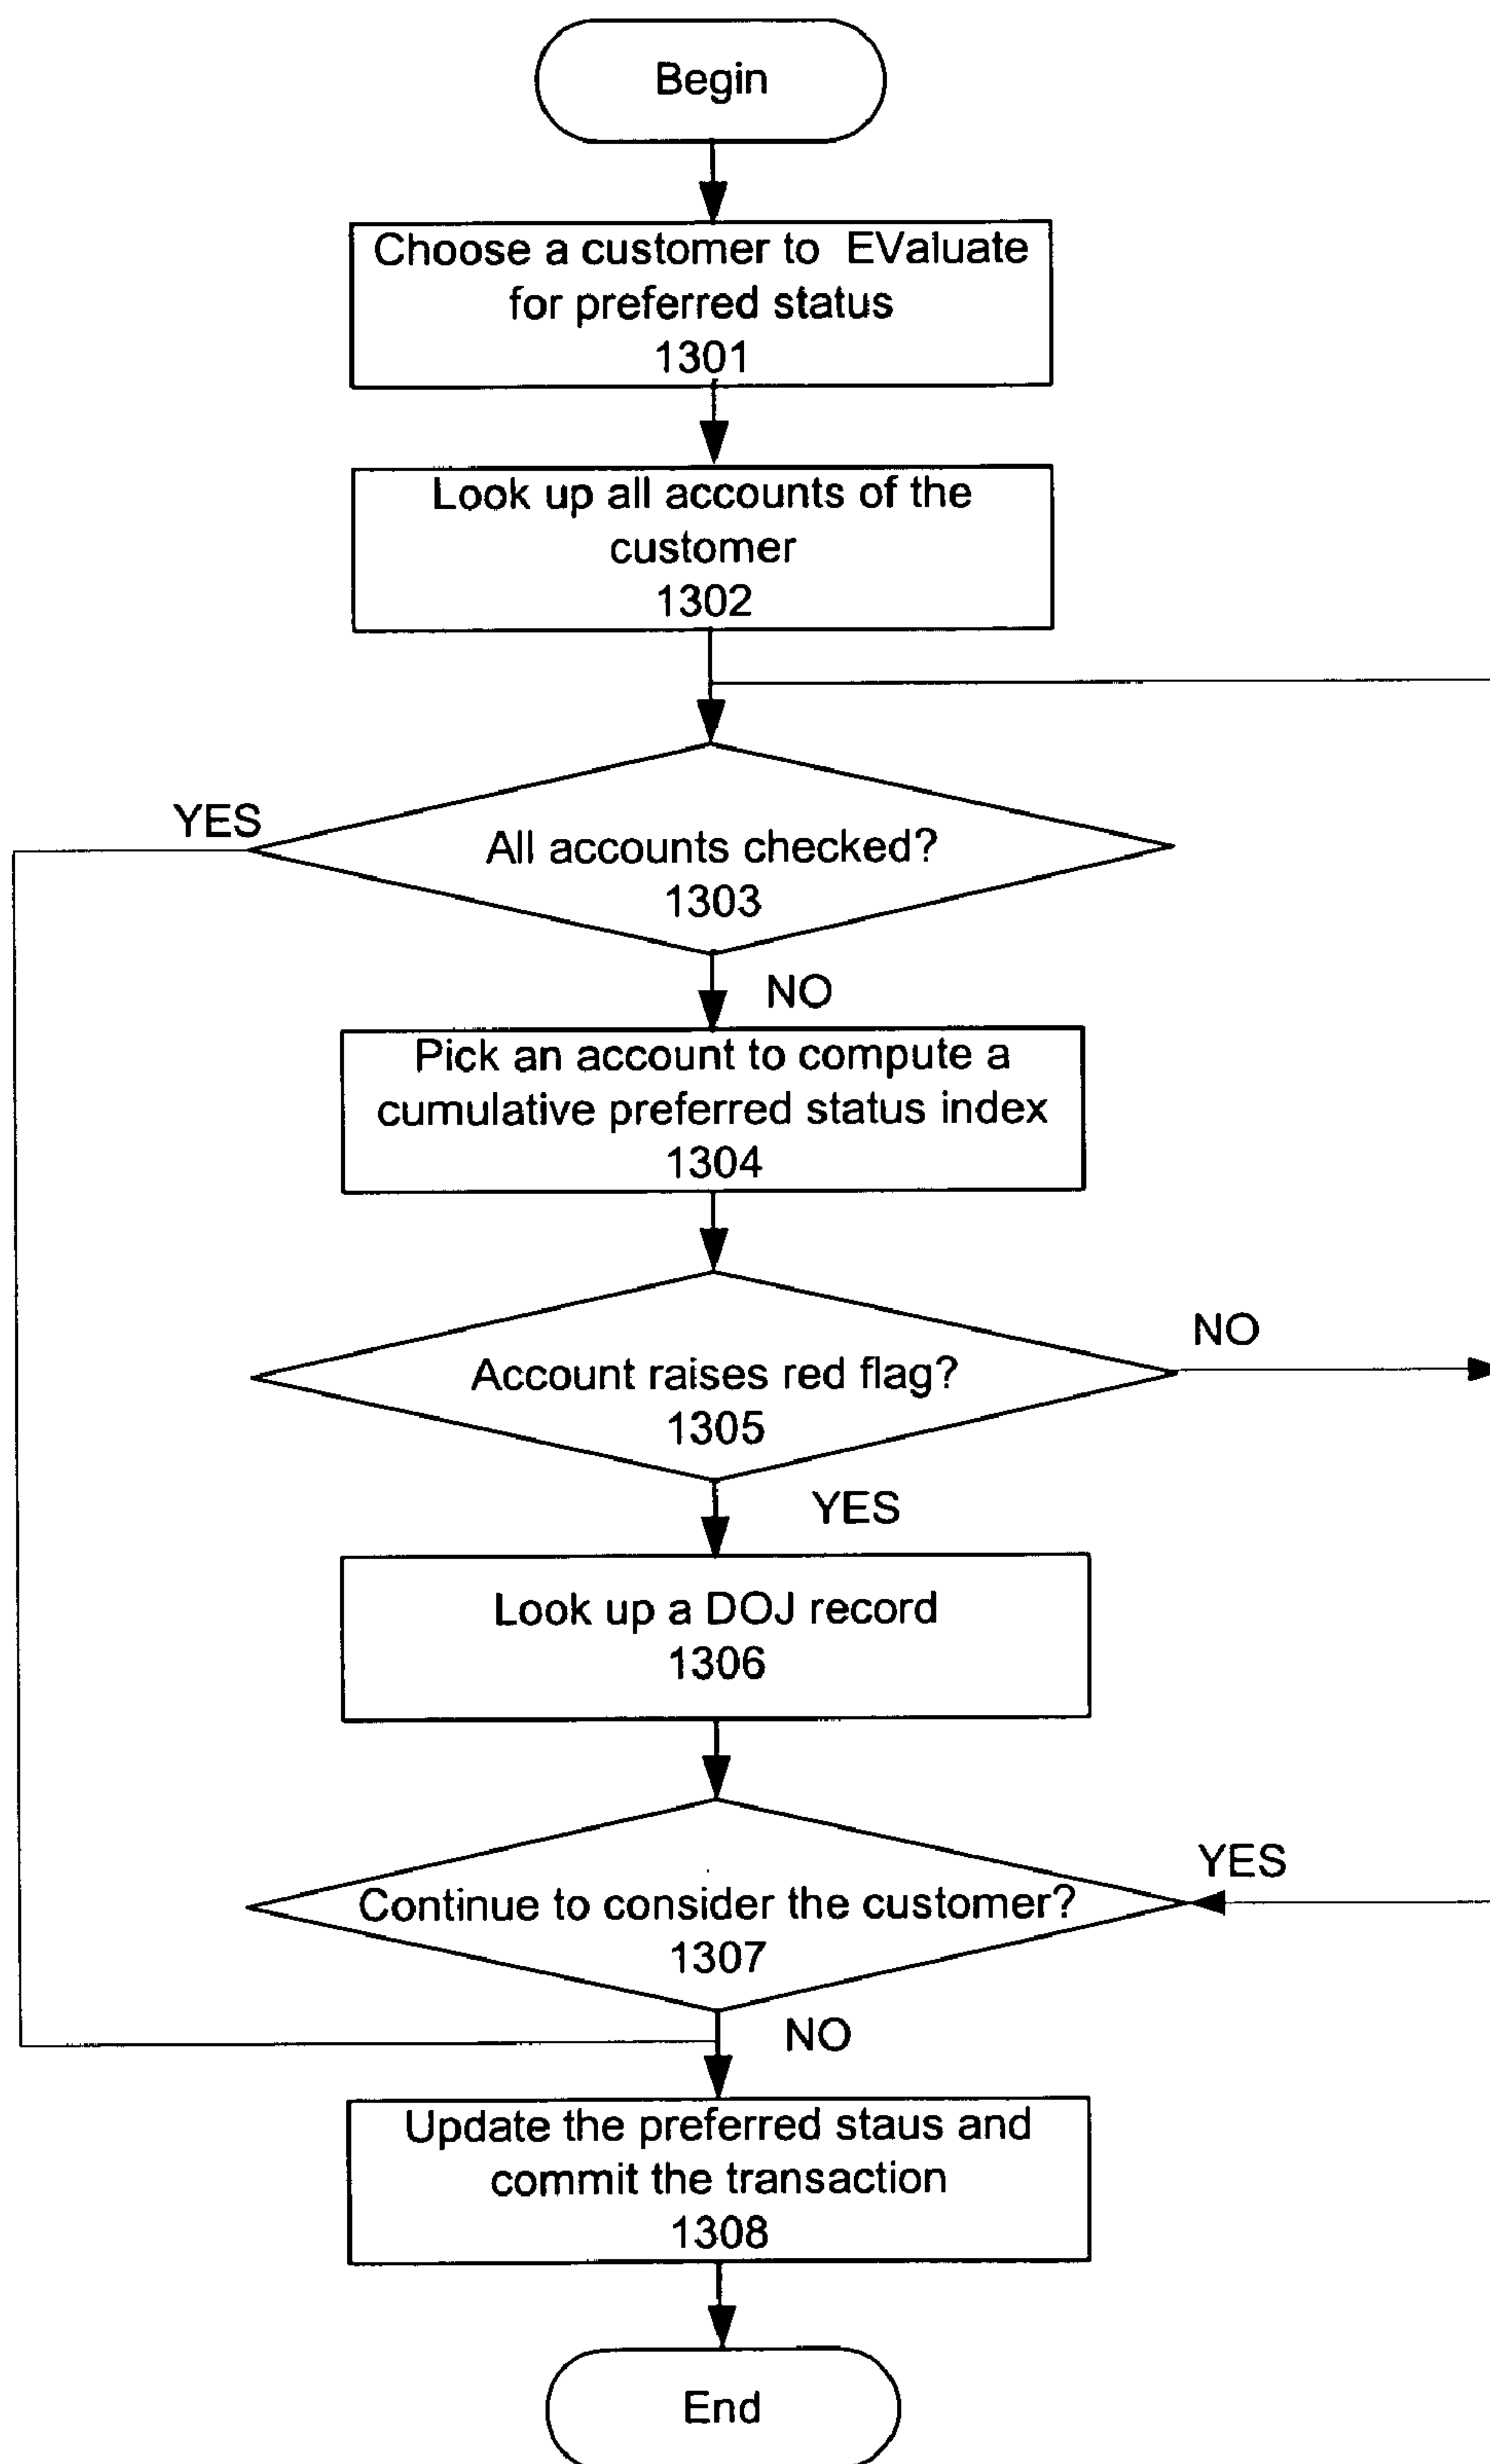 Begin
Choose a customer to EValuate
for preferred status
1301
Look up all accounts of the
customer
1302
YES
All accounts checked?
1303
NO
Pick an account to compute a
cumulative preferred status index
1304
NO
Account raises red flag?
1305
YES
Look up a DOJ record
1306
YES
Continue to consider the customer?
1307
NO
Update the preferred staus and
commit the transaction
1308
End